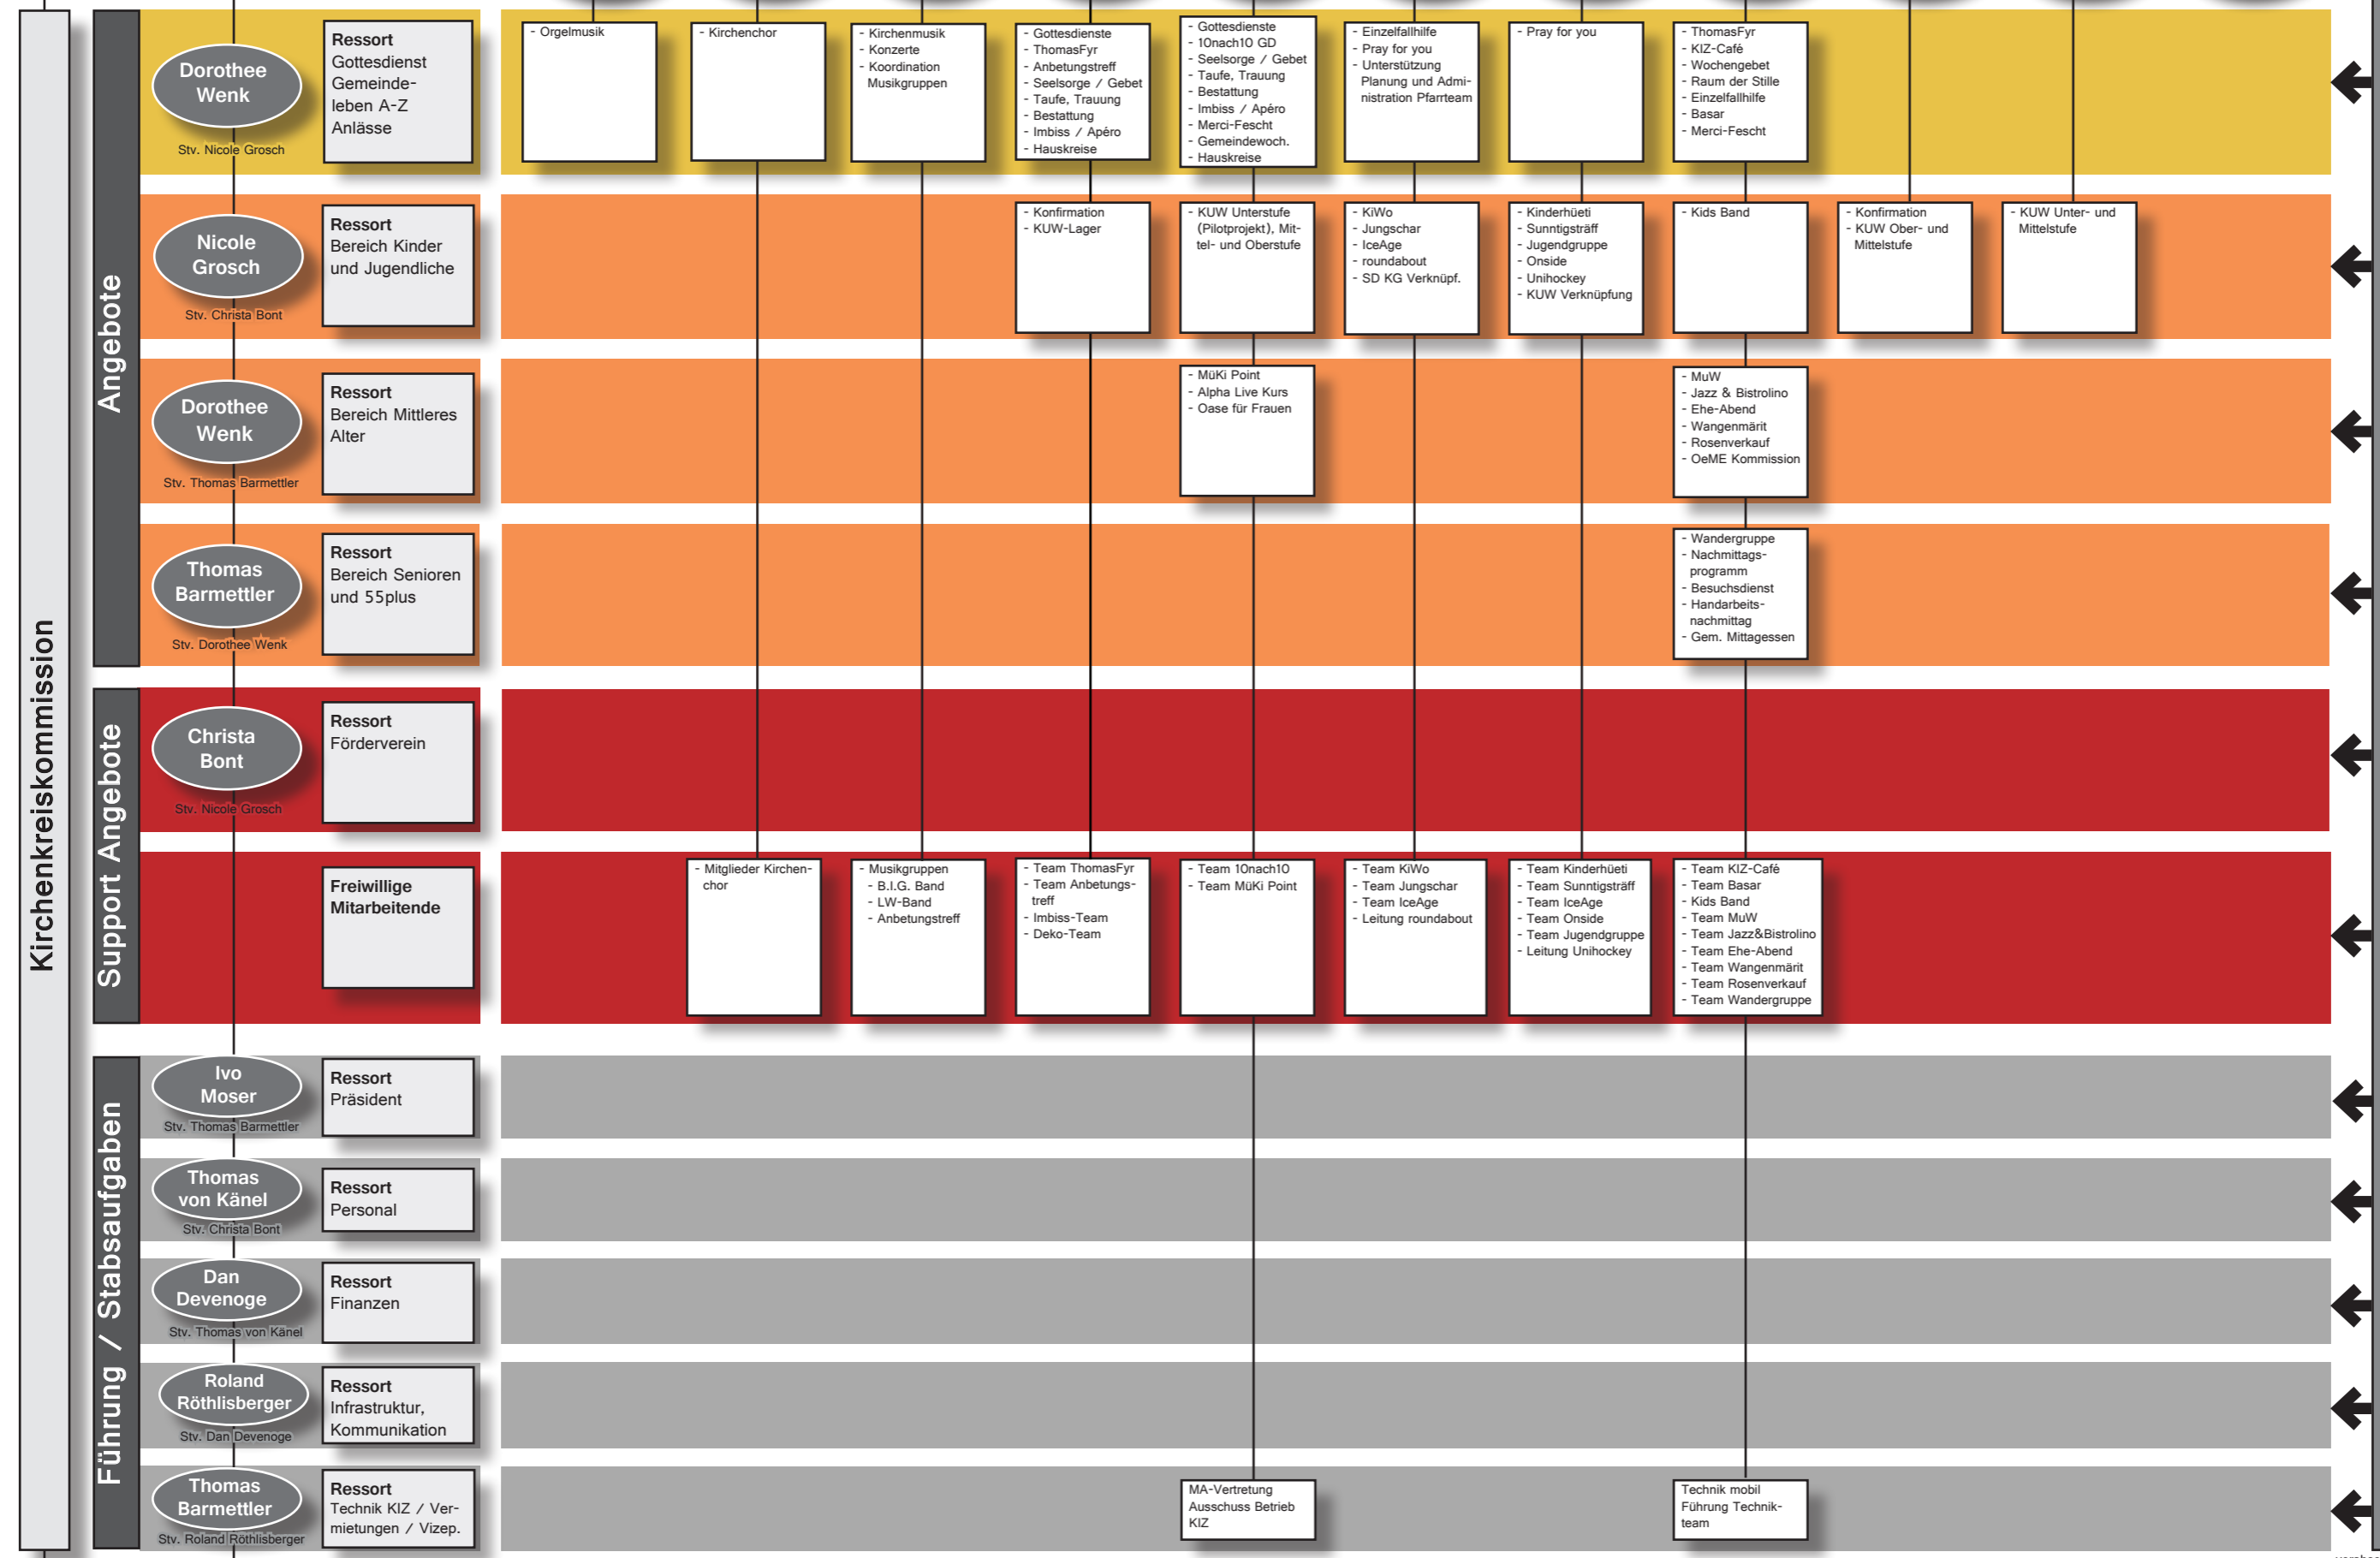 Kirchenkreiskommission
Angebote
Dorothee
Wenk
Stv. Nicole Grosch
Ressort
Gottesdienst
Gemeinde-
leben A-Z
Anlässe
- Orgelmusik
- Kirchenchor
- Kirchenmusik
- Konzerte
- Koordination
Musikgruppen
- Gottesdienste
- ThomasFyr
- Anbetungstreff
- Seelsorge / Gebet
- Taufe, Trauung
- Bestattung
- Imbiss / Apéro
- Hauskreise
- Gottesdienste
- 10nach10 GD
- Seelsorge / Gebet
- Taufe, Trauung
- Bestattung
- Imbiss / Apéro
- Merci-Fescht
- Gemeindewoch.
- Hauskreise
- Einzelfallhilfe
- Pray for you
- Unterstützung
Planung und Admi-
nistration Pfarrteam
- Pray for you
- ThomasFyr
- KIZ-Café
- Wochengebet
- Raum der Stille
- Einzelfallhilfe
- Basar
- Merci-Fescht
Nicole
Grosch
Stv. Christa Bont
Ressort
Bereich Kinder
und Jugendliche
- Konfirmation
- KUW-Lager
- KUW Unterstufe
(Pilotprojekt), Mit-
tel- und Oberstufe
- KiWo
- Jungschar
- IceAge
- roundabout
- SD KG Verknüpf.
- Kinderhüeti
- Sunntigsträff
- Jugendgruppe
- Onside
- Unihockey
- KUW Verknüpfung
- Kids Band
- Konfirmation
- KUW Ober- und
Mittelstufe
- KUW Unter- und
Mittelstufe
Dorothee
Wenk
Stv. Thomas Barmettler
Ressort
Bereich Mittleres
Alter
- MüKi Point
- Alpha Live Kurs
- Oase für Frauen
- MuW
- Jazz & Bistrolino
- Ehe-Abend
- Wangenmärit
- Rosenverkauf
- OeME Kommission
Thomas
Barmettler
Stv. Dorothee Wenk
Ressort
Bereich Senioren
und 55plus
- Wandergruppe
- Nachmittags-
programm
- Besuchsdienst
- Handarbeits-
nachmittag
- Gem. Mittagessen
Support Angebote
Christa
Bont
Stv. Nicole Grosch
Ressort
Förderverein
Freiwillige
Mitarbeitende
- Mitglieder Kirchen-
chor
- Musikgruppen
- B.I.G. Band
- LW-Band
- Anbetungstreff
- Team ThomasFyr
- Team Anbetungs-
treff
- Imbiss-Team
- Deko-Team
- Team 10nach10
- Team MüKi Point
- Team KiWo
- Team Jungschar
- Team IceAge
- Leitung roundabout
- Team Kinderhüeti
- Team Sunntigsträff
- Team IceAge
- Team Onside
- Team Jugendgruppe
- Leitung Unihockey
- Team KIZ-Café
- Team Basar
- Kids Band
- Team MuW
- Team Jazz&Bistrolino
- Team Ehe-Abend
- Team Wangenmärit
- Team Rosenverkauf
- Team Wandergruppe
Führung / Stabsaufgaben
Ivo
Moser
Stv. Thomas Barmettler
Ressort
Präsident
Thomas
von Känel
Stv. Christa Bont
Ressort
Personal
Dan
Devenoge
Stv. Thomas von Känel
Ressort
Finanzen
Roland
Röthlisberger
Stv. Dan Devenoge
Ressort
Infrastruktur,
Kommunikation
Thomas
Barmettler
Stv. Roland Röthlisberger
Ressort
Technik KIZ / Ver-
mietungen / Vizep.
MA-Vertretung
Ausschuss Betrieb
KIZ
Technik mobil
Führung Technik-
team